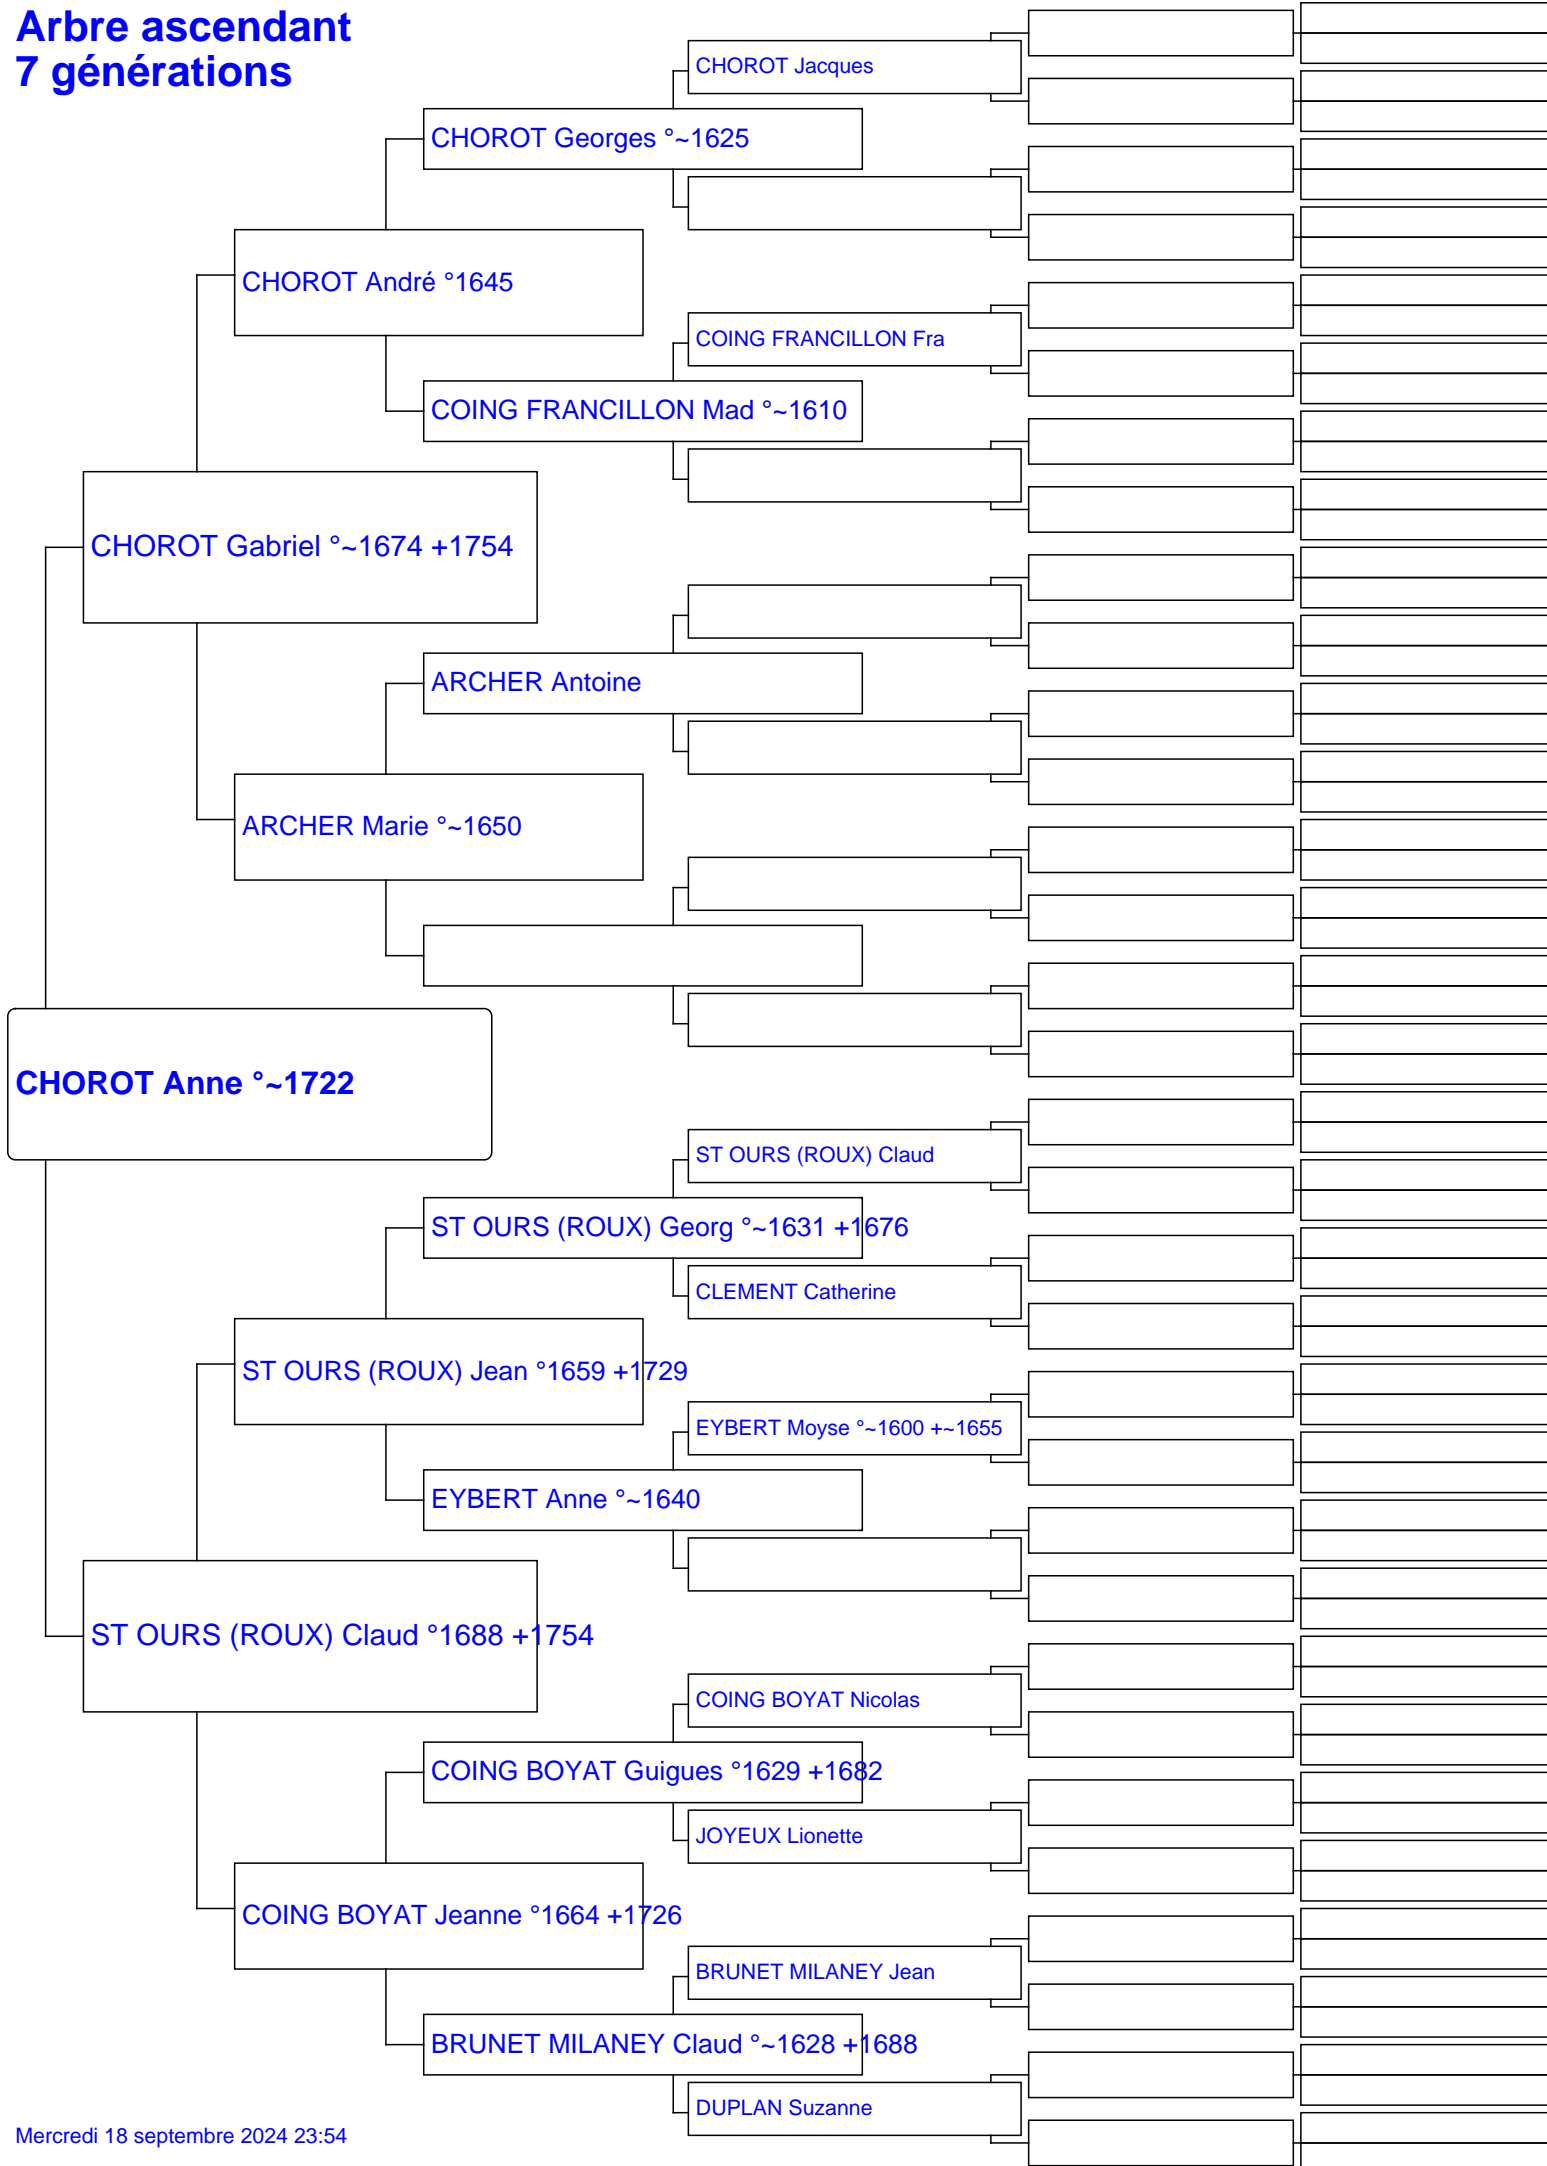 Arbre ascendant
7 générations
CHOROT Jacques
CHOROT Georges °~1625
CHOROT André °1645
COING FRANCILLON Fra
COING FRANCILLON Mad °~1610
CHOROT Gabriel °~1674 +1754
ARCHER Antoine
ARCHER Marie °~1650
CHOROT Anne °~1722
ST OURS (ROUX) Claud
ST OURS (ROUX) Georg °~1631 +1676
CLEMENT Catherine
ST OURS (ROUX) Jean °1659 +1729
EYBERT Moyse °~1600 +~1655
EYBERT Anne °~1640
ST OURS (ROUX) Claud °1688 +1754
COING BOYAT Nicolas
COING BOYAT Guigues °1629 +1682
JOYEUX Lionette
COING BOYAT Jeanne °1664 +1726
BRUNET MILANEY Jean
BRUNET MILANEY Claud °~1628 +1688
DUPLAN Suzanne
Mercredi 18 septembre 2024 23:54